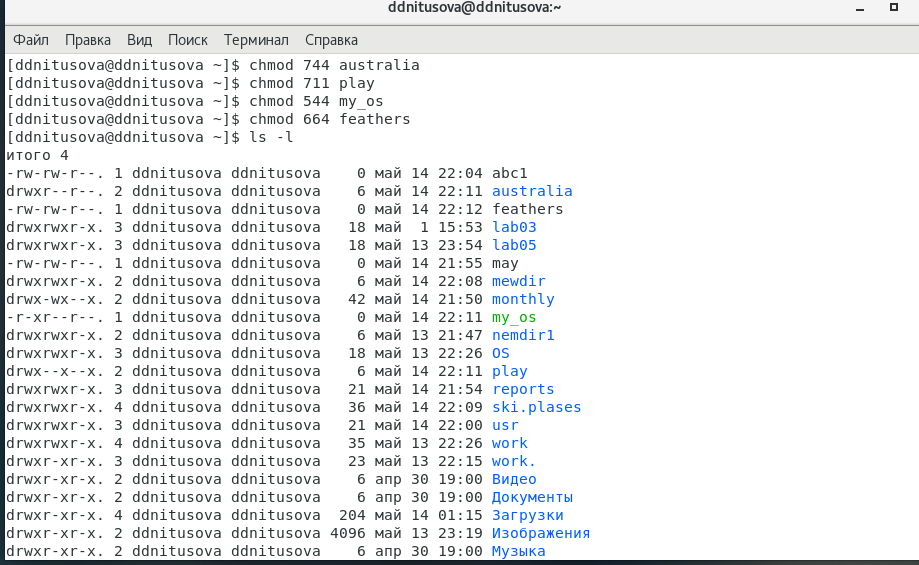 ddnitusova@ddnitusova:~
Файл Правка Вид Поиск Терминал Справка
[ddnitusova@ddnitusova ~]$ chmod 744 australia
[ddnitusova@ddnitusova ~]$ chmod 711 play
[ddnitusova@ddnitusova ~]$ chmod 544 my_os
[ddnitusova@ddnitusova ~]$ chmod 664 feathers
[ddnitusova@ddnitusova ~]$ ls -l
итого 4
-rw-rw-r--. 1 ddnitusova ddnitusova    0 май 14 22:04 abc1
drwxr--r--. 2 ddnitusova ddnitusova    6 май 14 22:11 australia
-rw-rw-r--. 1 ddnitusova ddnitusova    0 май 14 22:12 feathers
drwxrwxr-x. 3 ddnitusova ddnitusova   18 май  1 15:53 lab03
drwxrwxr-x. 3 ddnitusova ddnitusova   18 май 13 23:54 lab05
-rw-rw-r--. 1 ddnitusova ddnitusova    0 май 14 21:55 may
drwxrwxr-x. 2 ddnitusova ddnitusova    6 май 14 22:08 mewdir
drwx-wx--x. 2 ddnitusova ddnitusova   42 май 14 21:50 monthly
-r-xr--r--. 1 ddnitusova ddnitusova    0 май 14 22:11 my_os
drwxrwxr-x. 2 ddnitusova ddnitusova    6 май 13 21:47 nemdir1
drwxrwxr-x. 3 ddnitusova ddnitusova   18 май 13 22:26 OS
drwx--x--x. 2 ddnitusova ddnitusova    6 май 14 22:11 play
drwxrwxr-x. 3 ddnitusova ddnitusova   21 май 14 21:54 reports
drwxrwxr-x. 4 ddnitusova ddnitusova   36 май 14 22:09 ski.plases
drwxrwxr-x. 3 ddnitusova ddnitusova   21 май 14 22:00 usr
drwxrwxr-x. 4 ddnitusova ddnitusova   35 май 13 22:26 work
drwxr-xr-x. 3 ddnitusova ddnitusova   23 май 13 22:15 work.
drwxr-xr-x. 2 ddnitusova ddnitusova    6 апр 30 19:00 Видео
drwxr-xr-x. 2 ddnitusova ddnitusova    6 апр 30 19:00 Документы
drwxr-xr-x. 4 ddnitusova ddnitusova  204 май 14 01:15 Загрузки
drwxr-xr-x. 2 ddnitusova ddnitusova 4096 май 13 23:19 Изображения
drwxr-xr-x. 2 ddnitusova ddnitusova    6 апр 30 19:00 Музыка